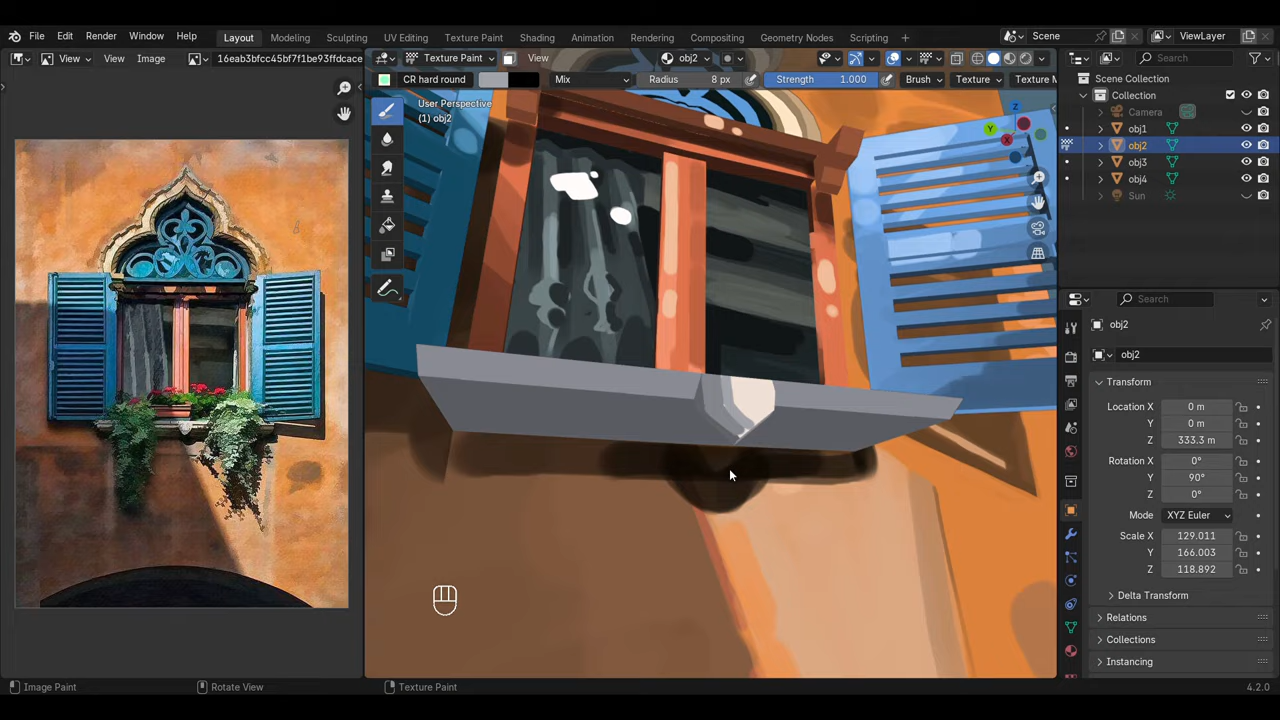 File Edit Render Window Help Layout Modeling Sculpting UV Editing Texture Paint Shading Animation Rendering Compositing Geometry Nodes Scripting + Scene ViewLayer
View View Image 16eab3bfcc45bf7f1be93ffdcace Texture Paint View obj2 Search
CR hard round Mix Radius 8 px Strength 1.000 Brush Texture Texture M
Scene Collection
Collection
Camera
obj1
obj2
obj3
obj4
Sun
User Perspective
(1) obj2
Z
Y
X
Search
obj2
obj2
Transform
Location X 0 m
Y 0 m
Z 333.3 m
Rotation X 0°
Y 90°
Z 0°
Mode XYZ Euler
Scale X 129.011
Y 166.003
Z 118.892
Delta Transform
Relations
Collections
Instancing
Image Paint Rotate View Texture Paint 4.2.0